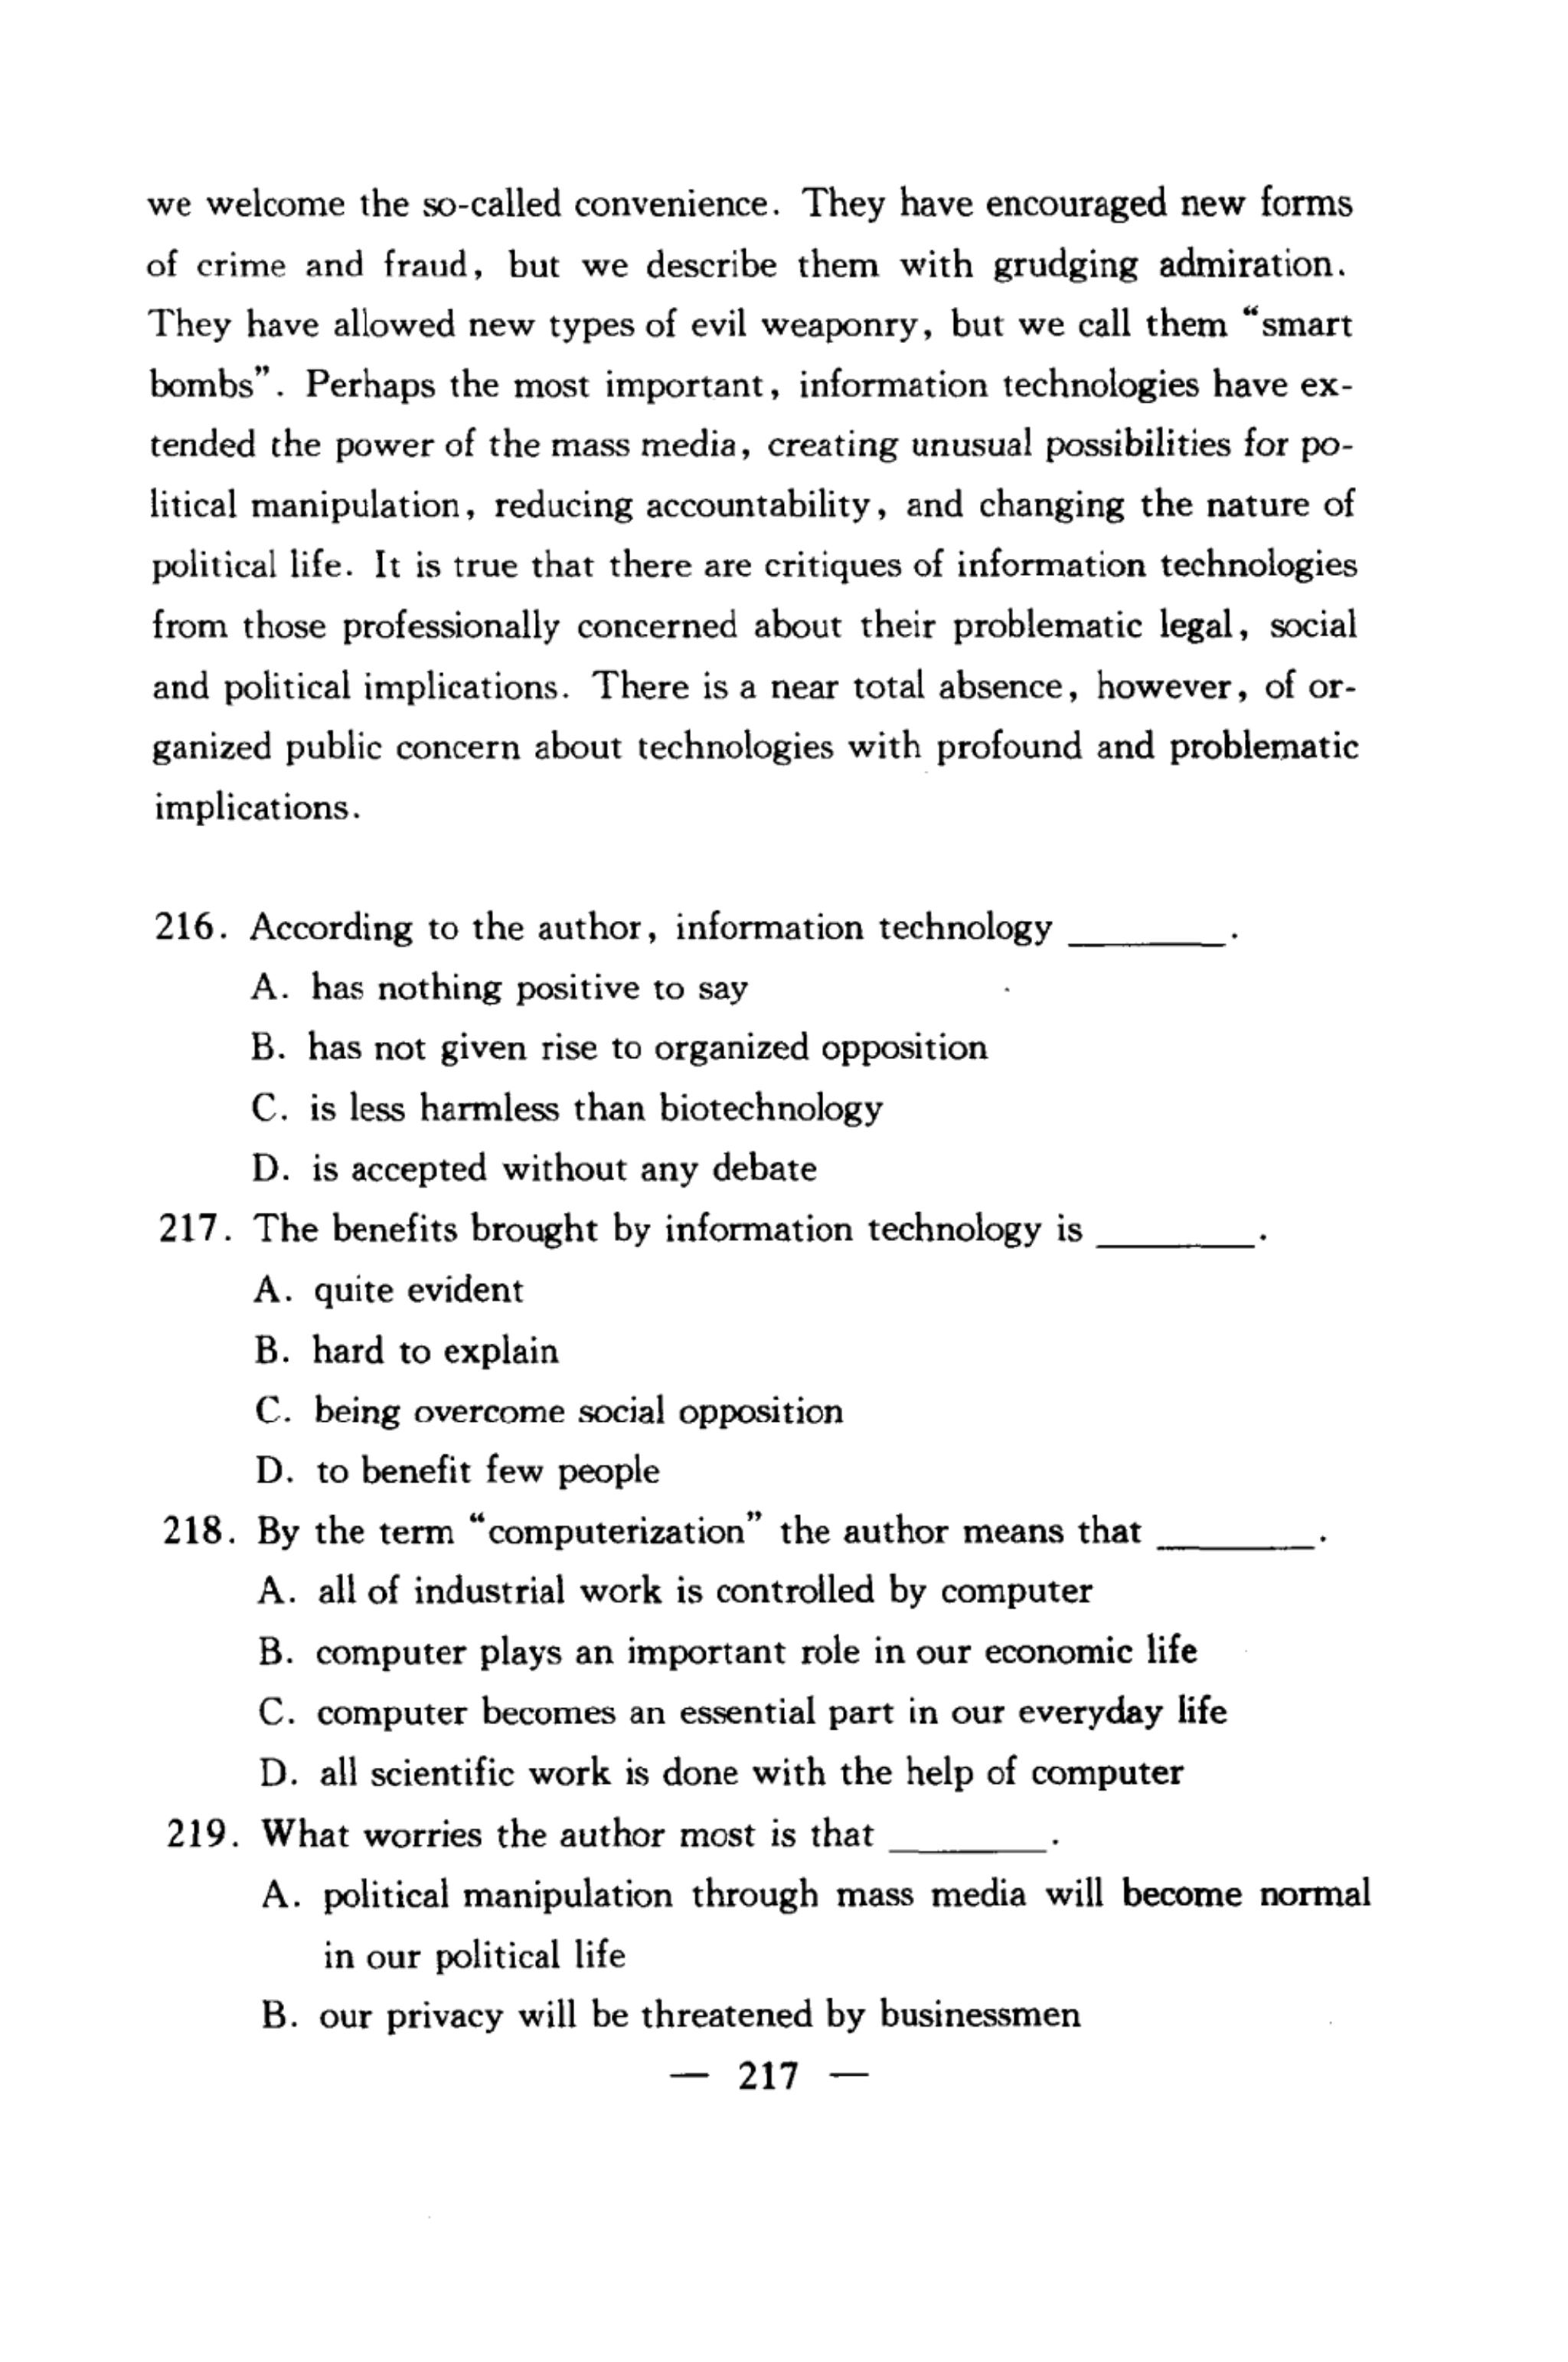 we welcome the so-called convenience. They have encouraged new forms
of crime and fraud, but we describe them with grudging admiration.
They have allowed new types of evil weaponry, but we call them “smart
bombs”. Perhaps the most important, information technologies have ex-
tended the power of the mass media, creating unusual possibilities for po-
litical manipulation, reducing accountability, and changing the nature of
political life. It is true that there are critiques of information technologies
from those professionally concerned about their problematic legal, social
and political implications. There is a near total absence, however, of or-
ganized public concern about technologies with profound and problematic
implications.
216. According to the author, information technology ________.
A. has nothing positive to say
B. has not given rise to organized opposition
C. is less harmless than biotechnology
D. is accepted without any debate
217. The benefits brought by information technology is ________.
A. quite evident
B. hard to explain
C. being overcome social opposition
D. to benefit few people
218. By the term “computerization” the author means that ________.
A. all of industrial work is controlled by computer
B. computer plays an important role in our economic life
C. computer becomes an essential part in our everyday life
D. all scientific work is done with the help of computer
219. What worries the author most is that ________.
A. political manipulation through mass media will become normal
in our political life
B. our privacy will be threatened by businessmen
— 217 —